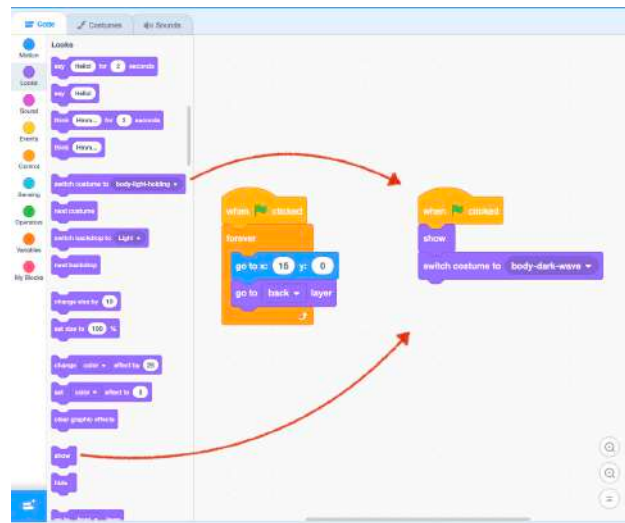 Code Costumes Sounds
Motion
Looks
Sound
Events
Control
Sensing
Operators
Variables
My Blocks
Looks
say Hello! for 2 seconds
say Hello!
think Hmm... for
seconds
think Hmm...
switch costume to body-light-holding
next costume
switch backdrop to Light
next backdrop
change size by 10
set size to 100 %
change color effect by 25
set color effect to
clear graphic effects
show
hide
when clicked
forever
go to x: 15 y: 0
go to back layer
when clicked
show
switch costume to body-dark-wave